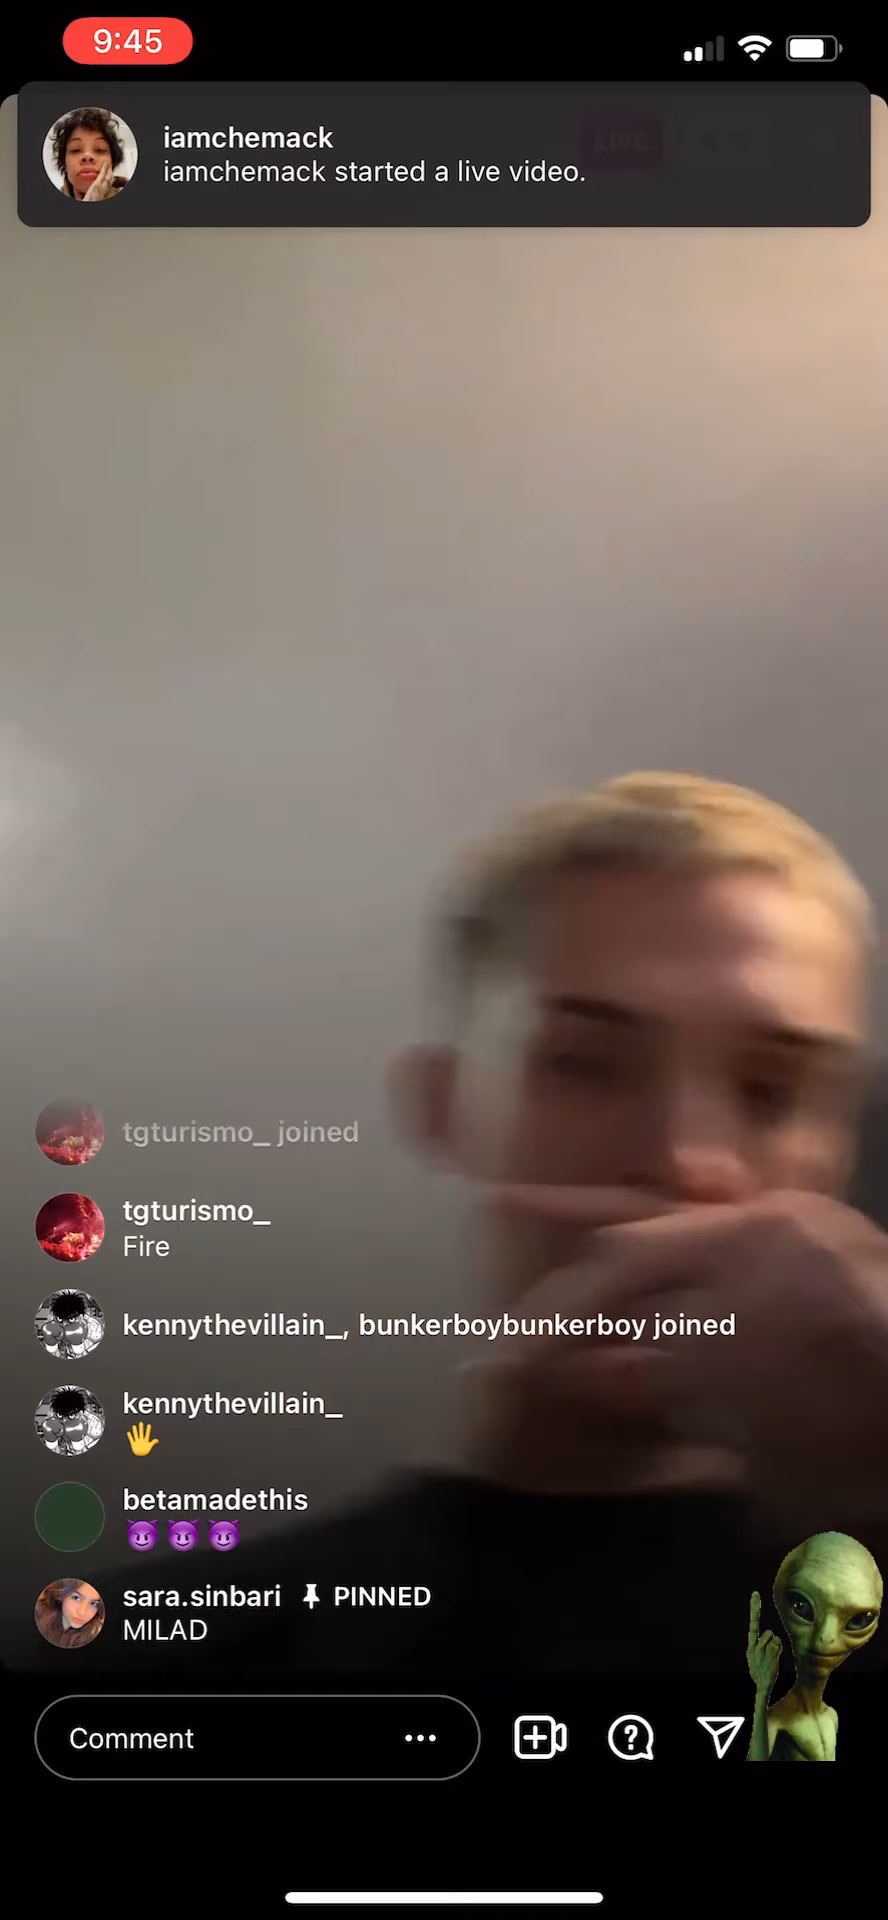 9:45
iamchemack
iamchemack started a live video.
LIVE
tgturismo_ joined
tgturismo_
Fire
kennythevillain_, bunkerboybunkerboy joined
kennythevillain_
🖐
betamadethis
😈😈😈
sara.sinbari PINNED
MILAD
Comment